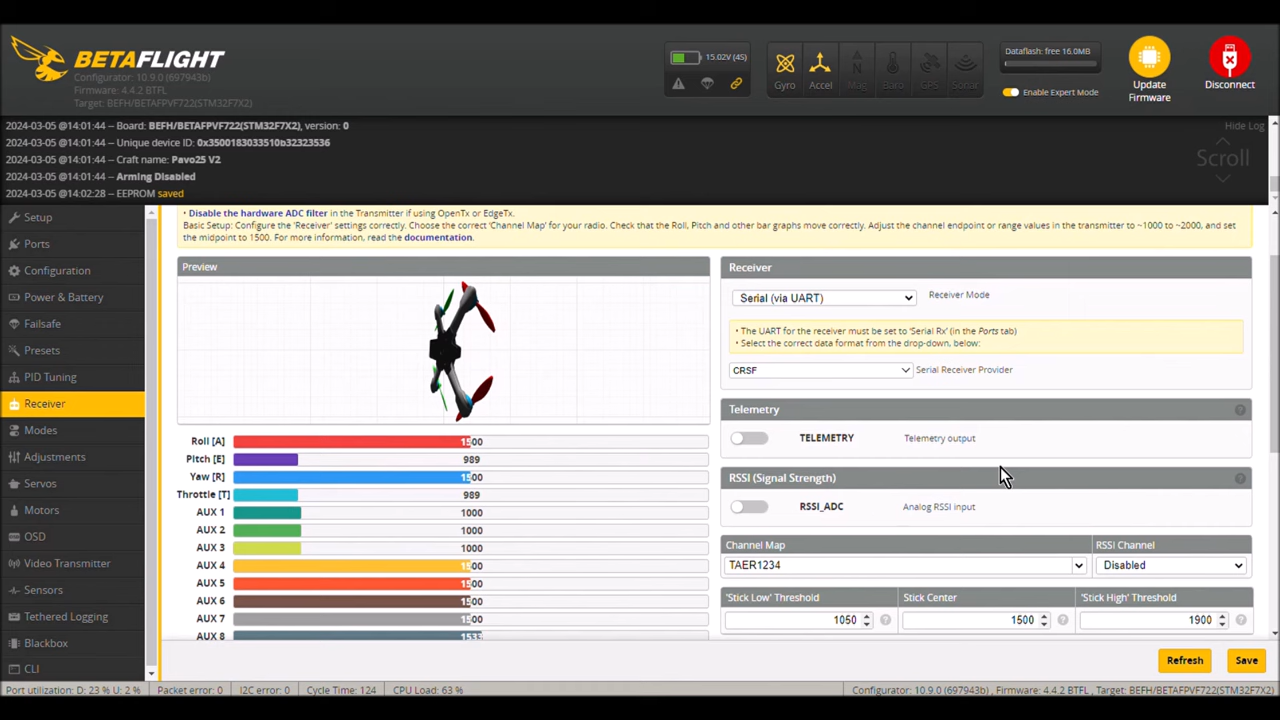 BETAFLIGHT
Configurator: 10.9.0 (697943b)
Firmware: 4.4.2 BTFL
Target: BEFH/BETAFPVF722(STM32F7X2)
15.02V (4S)
Gyro
Accel
Mag
Baro
GPS
Sonar
Dataflash: free 16.0MB
Enable Expert Mode
Update
Firmware
Disconnect
2024-03-05 @14:01:44 -- Board: BEFH/BETAFPVF722(STM32F7X2), version: 0
2024-03-05 @14:01:44 -- Unique device ID: 0x3500183033510b32323536
2024-03-05 @14:01:44 -- Craft name: Pavo25 V2
2024-03-05 @14:01:44 -- Arming Disabled
2024-03-05 @14:02:28 -- EEPROM saved
Hide Log
Scroll
Setup
Ports
Configuration
Power & Battery
Failsafe
Presets
PID Tuning
Receiver
Modes
Adjustments
Servos
Motors
OSD
Video Transmitter
Sensors
Tethered Logging
Blackbox
CLI
• Disable the hardware ADC filter in the Transmitter if using OpenTx or EdgeTx.
Basic Setup: Configure the 'Receiver' settings correctly. Choose the correct 'Channel Map' for your radio. Check that the Roll, Pitch and other bar graphs move correctly. Adjust the channel endpoint or range values in the transmitter to ~1000 to ~2000, and set
the midpoint to 1500. For more information, read the documentation.
Preview
Roll [A] 1500
Pitch [E] 989
Yaw [R] 1500
Throttle [T] 989
AUX 1 1000
AUX 2 1000
AUX 3 1000
AUX 4 1500
AUX 5 1500
AUX 6 1500
AUX 7 1500
AUX 8 1533
Receiver
Serial (via UART) Receiver Mode
• The UART for the receiver must be set to 'Serial Rx' (in the Ports tab)
• Select the correct data format from the drop-down, below:
CRSF Serial Receiver Provider
Telemetry ?
TELEMETRY Telemetry output
RSSI (Signal Strength) ?
RSSI_ADC Analog RSSI input
Channel Map RSSI Channel
TAER1234 Disabled
'Stick Low' Threshold Stick Center 'Stick High' Threshold
1050 ? 1500 ? 1900 ?
Refresh Save
Port utilization: D: 23 % U: 2 % Packet error: 0 I2C error: 0 Cycle Time: 124 CPU Load: 63 % Configurator: 10.9.0 (697943b) , Firmware: 4.4.2 BTFL , Target: BEFH/BETAFPVF722(STM32F7X2)